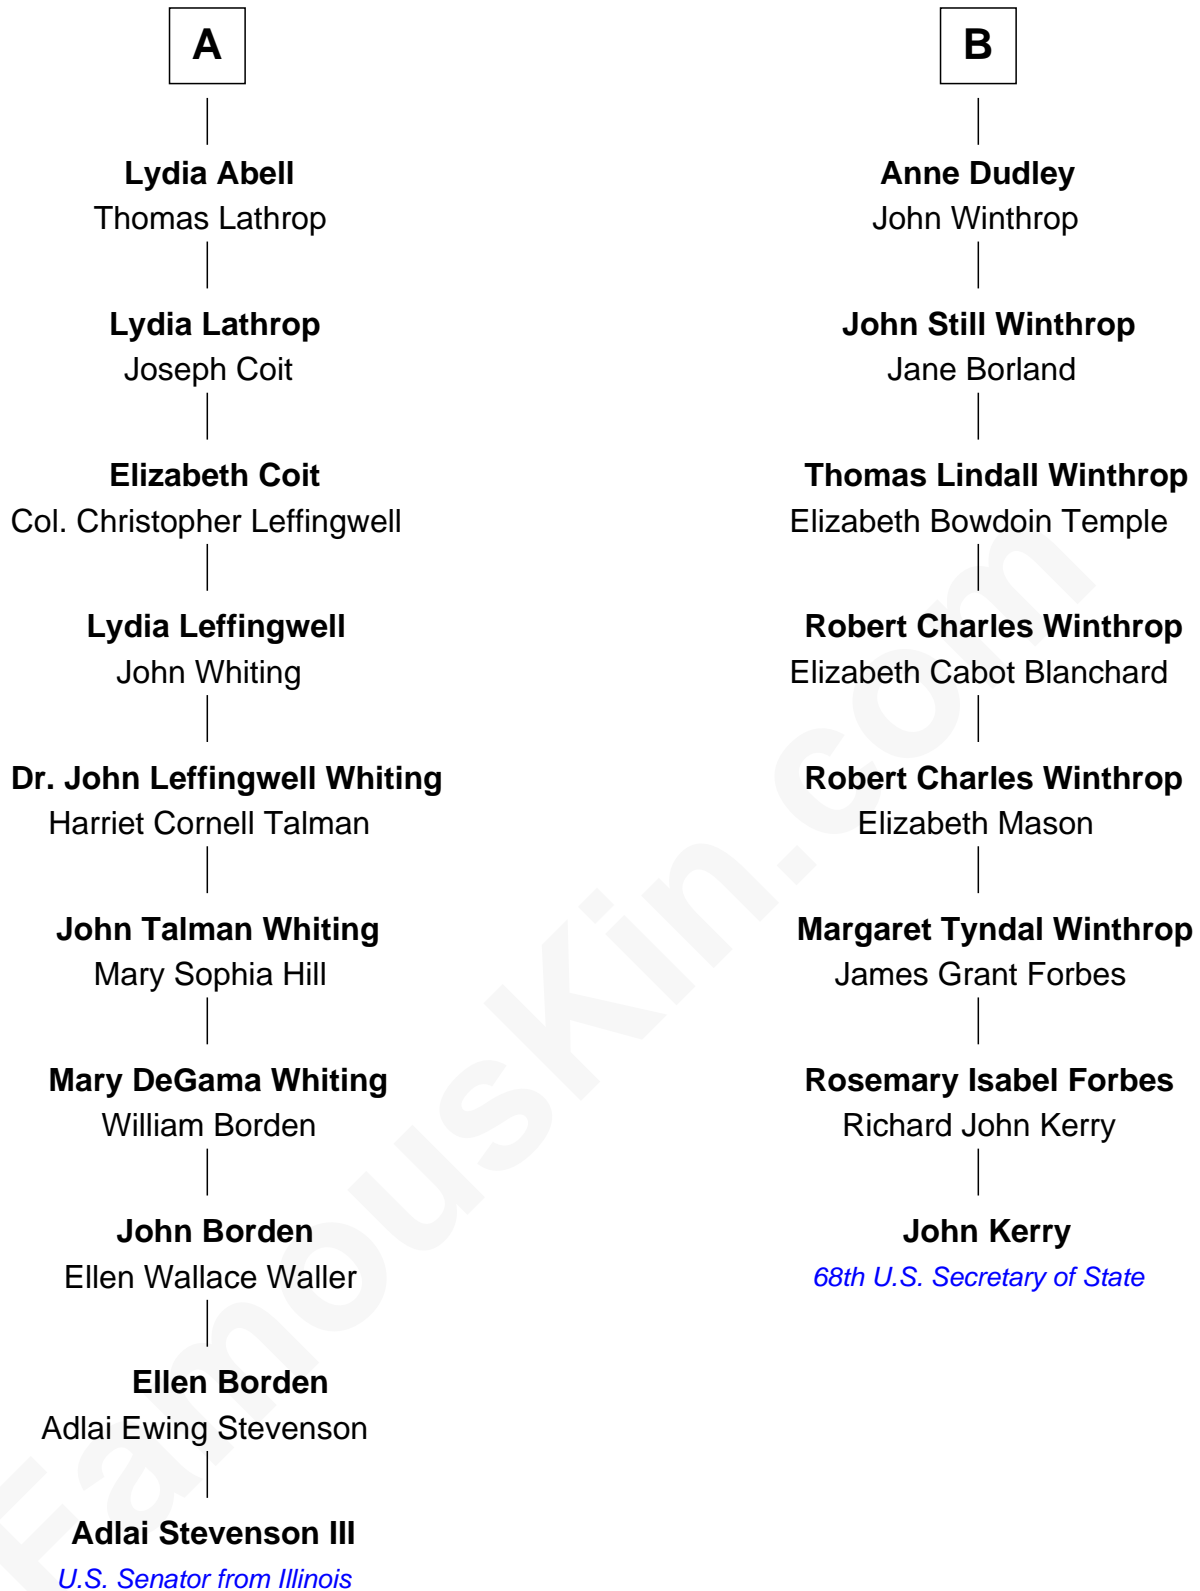 A
Lydia Abell
Thomas Lathrop
Lydia Lathrop
Joseph Coit
Elizabeth Coit
Col. Christopher Leffingwell
Lydia Leffingwell
John Whiting
Dr. John Leffingwell Whiting
Harriet Cornell Talman
John Talman Whiting
Mary Sophia Hill
Mary DeGama Whiting
William Borden
John Borden
Ellen Wallace Waller
Ellen Borden
Adlai Ewing Stevenson
Adlai Stevenson III
U.S. Senator from Illinois
B
Anne Dudley
John Winthrop
John Still Winthrop
Jane Borland
Thomas Lindall Winthrop
Elizabeth Bowdoin Temple
Robert Charles Winthrop
Elizabeth Cabot Blanchard
Robert Charles Winthrop
Elizabeth Mason
Margaret Tyndal Winthrop
James Grant Forbes
Rosemary Isabel Forbes
Richard John Kerry
John Kerry
68th U.S. Secretary of State
FamousKin.com